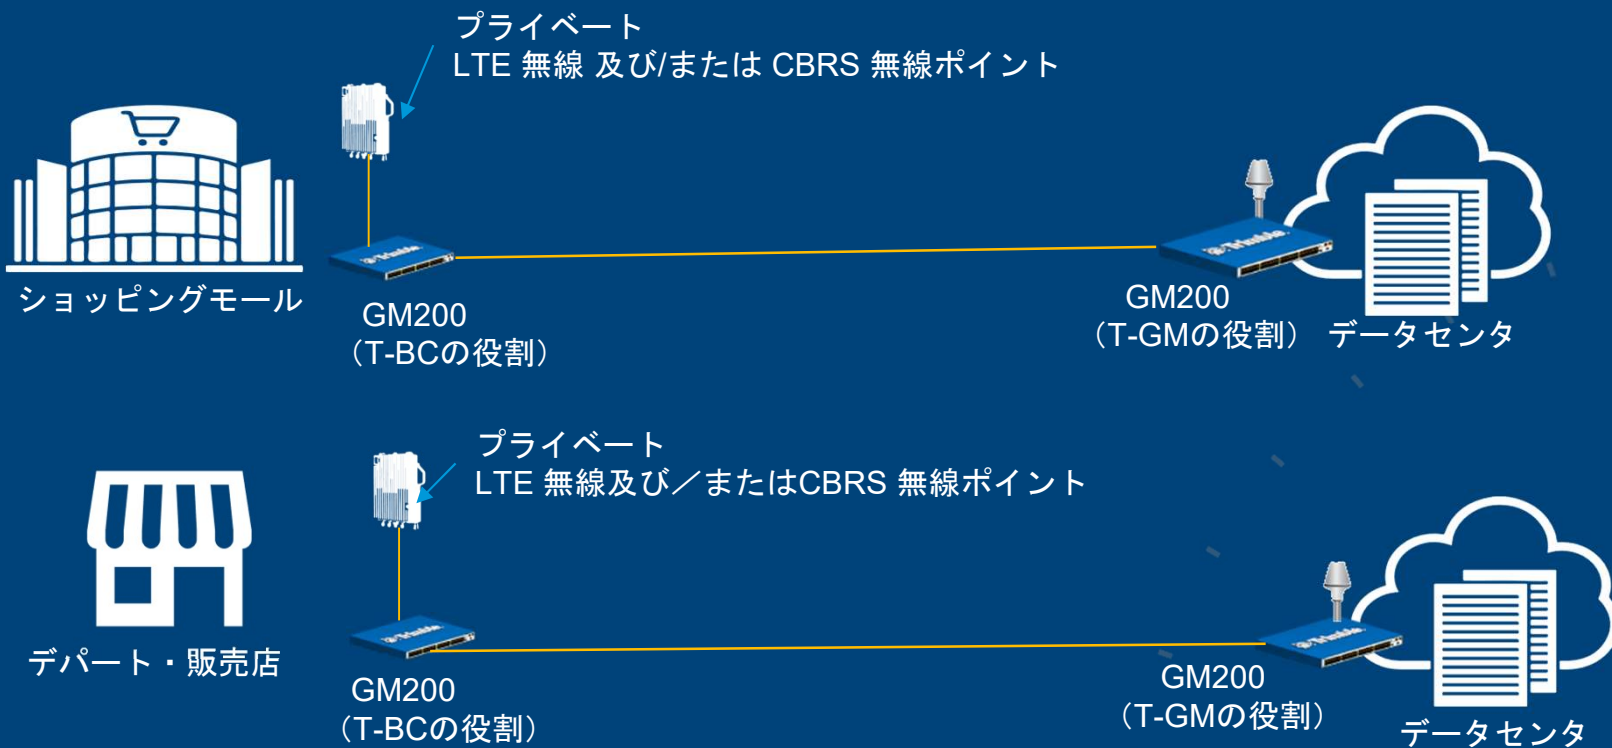 プライベート
LTE 無線 及び/または CBRS 無線ポイント
ショッピングモール
Trimble
GM200
（T-BCの役割）
Trimble
GM200
（T-GMの役割）
データセンタ
プライベート
LTE 無線及び／またはCBRS 無線ポイント
デパート・販売店
Trimble
GM200
（T-BCの役割）
Trimble
GM200
（T-GMの役割）
データセンタ